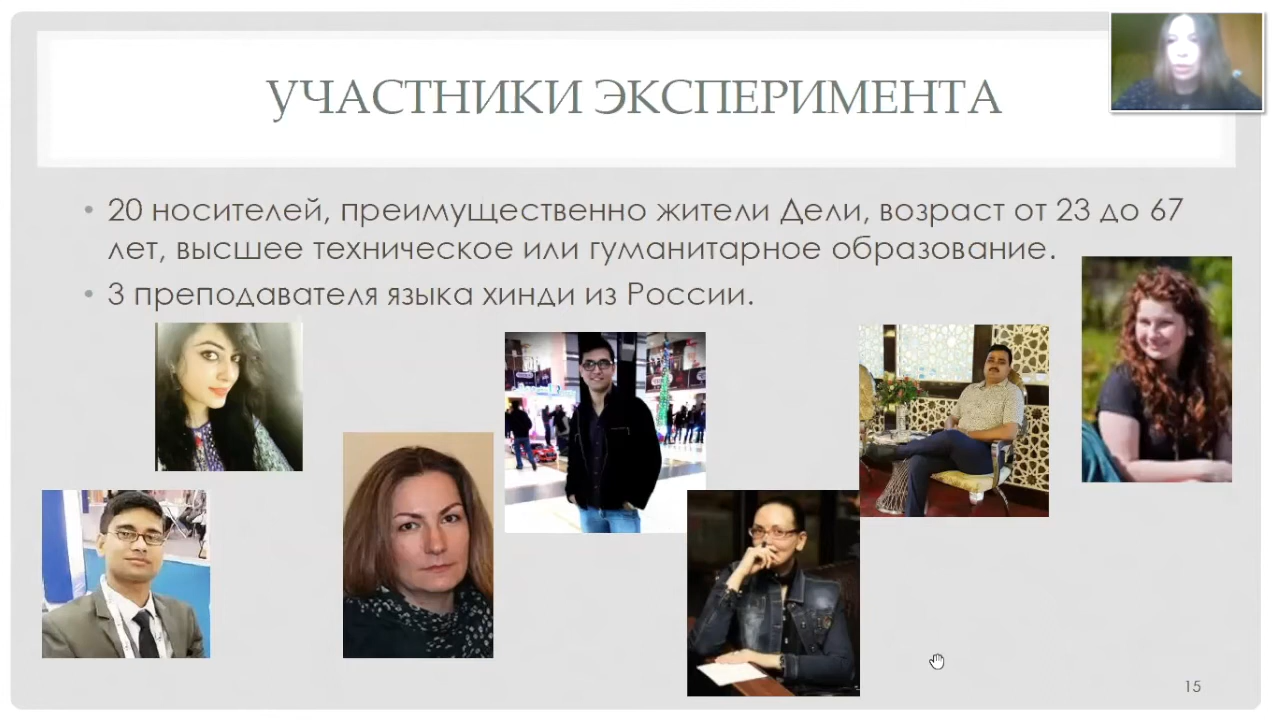 УЧАСТНИКИ ЭКСПЕРИМЕНТА
• 20 носителей, преимущественно жители Дели, возраст от 23 до 67
лет, высшее техническое или гуманитарное образование.
• 3 преподавателя языка хинди из России.
15